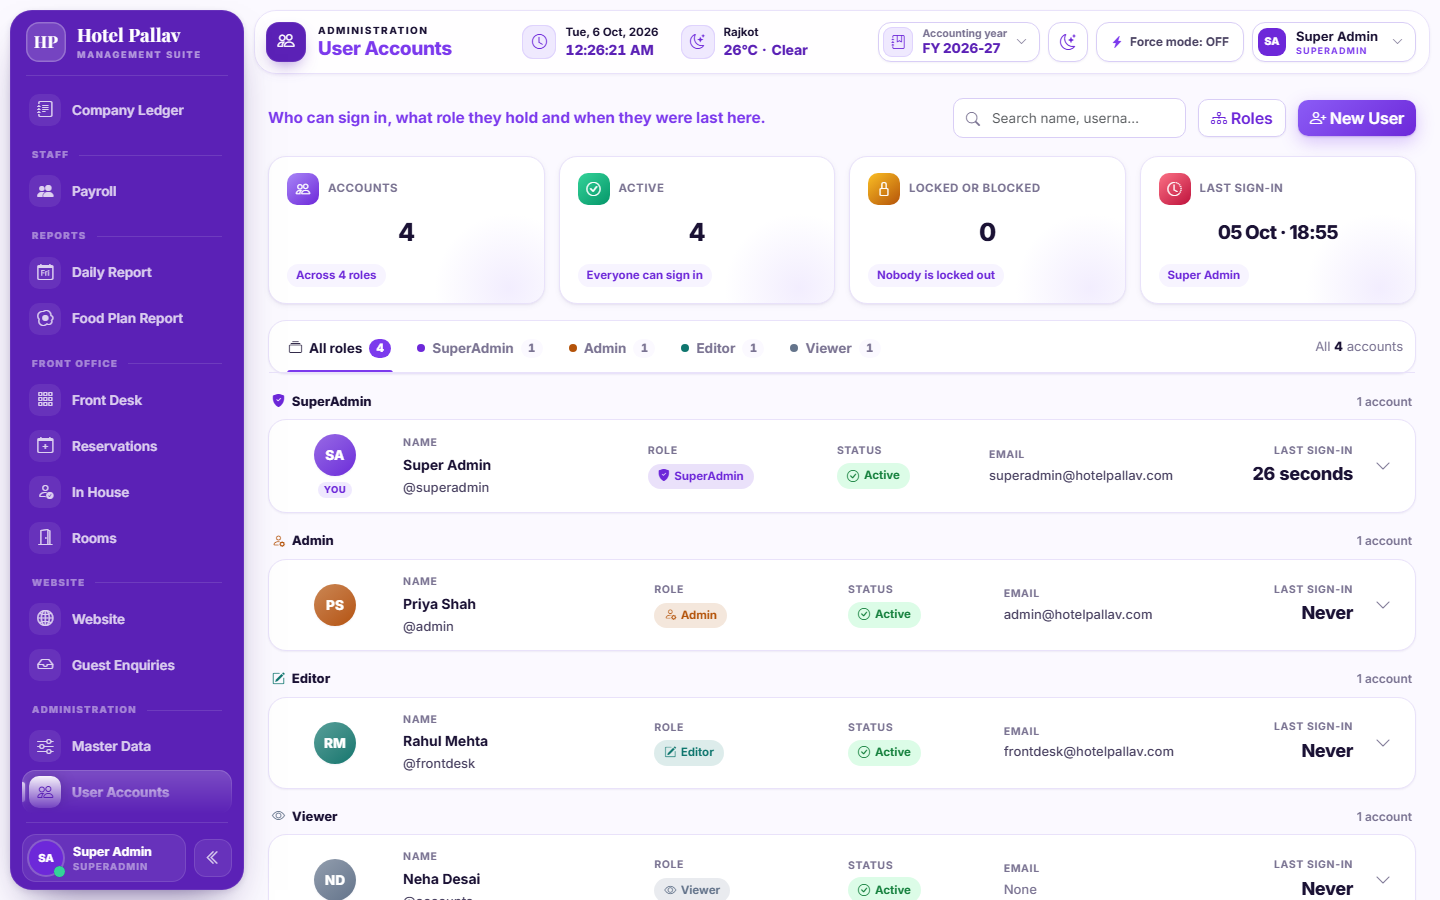 HP
Hotel Pallav
MANAGEMENT SUITE
Company Ledger
STAFF
Payroll
REPORTS
Fri
Daily Report
Food Plan Report
FRONT OFFICE
Front Desk
Reservations
In House
Rooms
WEBSITE
Website
Guest Enquiries
ADMINISTRATION
Master Data
User Accounts
SA
Super Admin
SUPERADMIN
ADMINISTRATION
User Accounts
Tue, 6 Oct, 2026
12:26:21 AM
Rajkot
26°C · Clear
Accounting year
FY 2026-27
Force mode: OFF
SA
Super Admin
SUPERADMIN
Who can sign in, what role they hold and when they were last here.
Search name, userna...
Roles
New User
ACCOUNTS
4
Across 4 roles
ACTIVE
4
Everyone can sign in
LOCKED OR BLOCKED
0
Nobody is locked out
LAST SIGN-IN
05 Oct · 18:55
Super Admin
All roles 4
SuperAdmin 1
Admin 1
Editor 1
Viewer 1
All 4 accounts
SuperAdmin
1 account
SA
YOU
NAME
Super Admin
@superadmin
ROLE
SuperAdmin
STATUS
Active
EMAIL
superadmin@hotelpallav.com
LAST SIGN-IN
26 seconds
Admin
1 account
PS
NAME
Priya Shah
@admin
ROLE
Admin
STATUS
Active
EMAIL
admin@hotelpallav.com
LAST SIGN-IN
Never
Editor
1 account
RM
NAME
Rahul Mehta
@frontdesk
ROLE
Editor
STATUS
Active
EMAIL
frontdesk@hotelpallav.com
LAST SIGN-IN
Never
Viewer
1 account
ND
NAME
Neha Desai
ROLE
Viewer
STATUS
Active
EMAIL
None
LAST SIGN-IN
Never